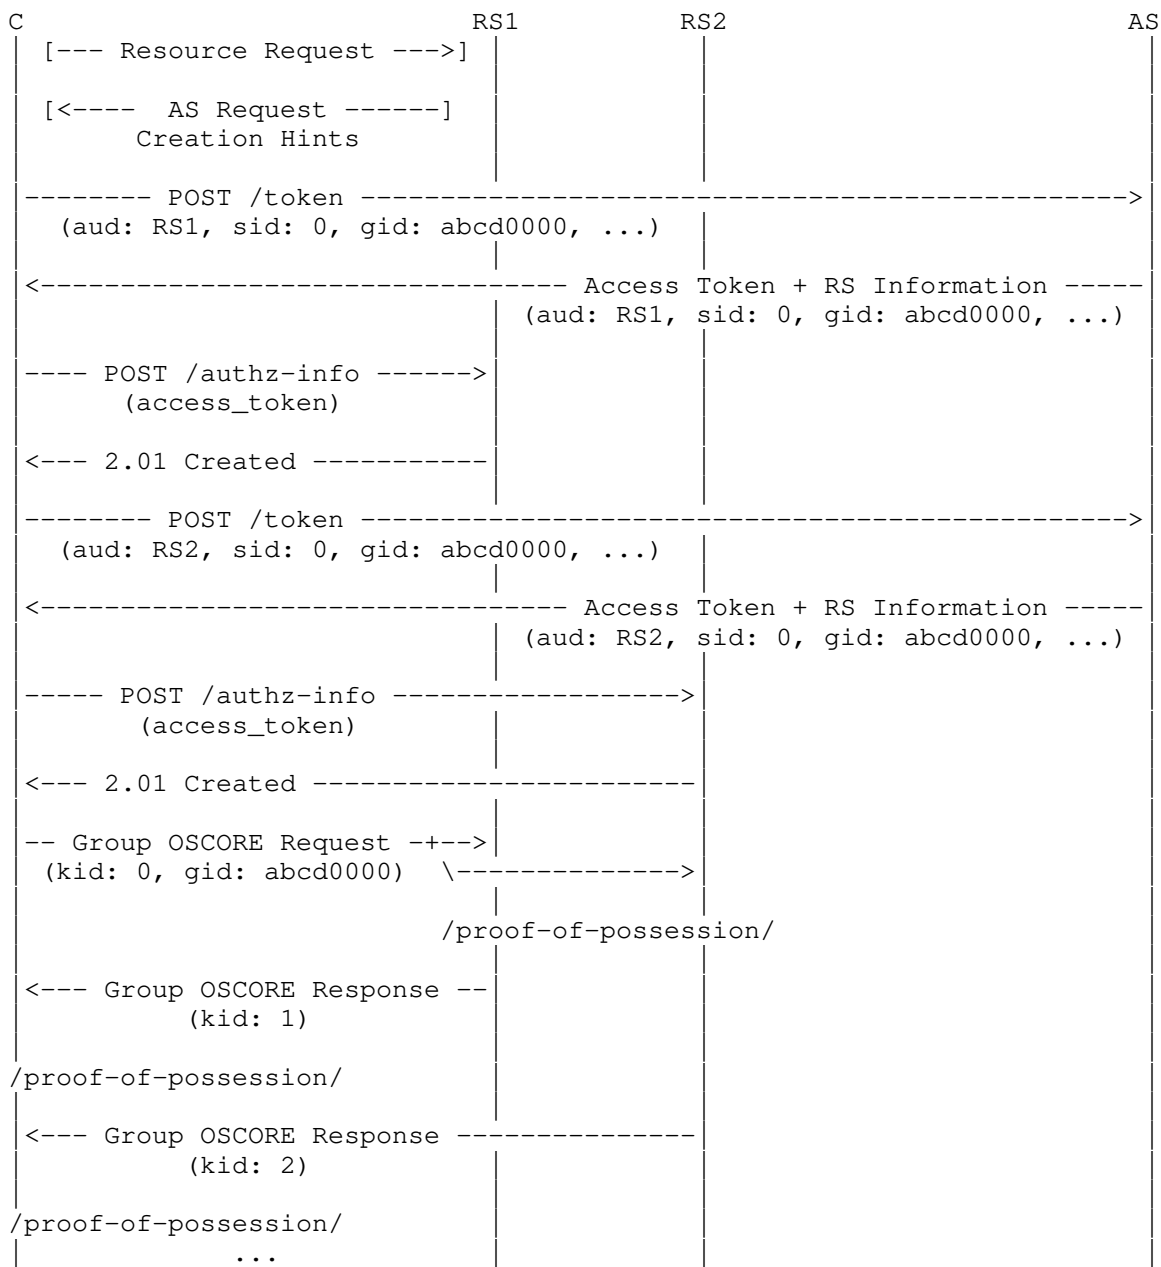 C RS1 RS2 AS
[--- Resource Request --->]
[<---- AS Request ------]
Creation Hints
-------- POST /token ------------------------------------------------>
(aud: RS1, sid: 0, gid: abcd0000, ...)
<--------------------------------- Access Token + RS Information -----
(aud: RS1, sid: 0, gid: abcd0000, ...)
---- POST /authz-info ------>
(access_token)
<--- 2.01 Created -----------
-------- POST /token ------------------------------------------------>
(aud: RS2, sid: 0, gid: abcd0000, ...)
<--------------------------------- Access Token + RS Information -----
(aud: RS2, sid: 0, gid: abcd0000, ...)
----- POST /authz-info ------------------>
(access_token)
<--- 2.01 Created ------------------------
-- Group OSCORE Request -+-->
(kid: 0, gid: abcd0000) \-------------->
/proof-of-possession/
<--- Group OSCORE Response --
(kid: 1)
/proof-of-possession/
<--- Group OSCORE Response ---------------
(kid: 2)
/proof-of-possession/
...